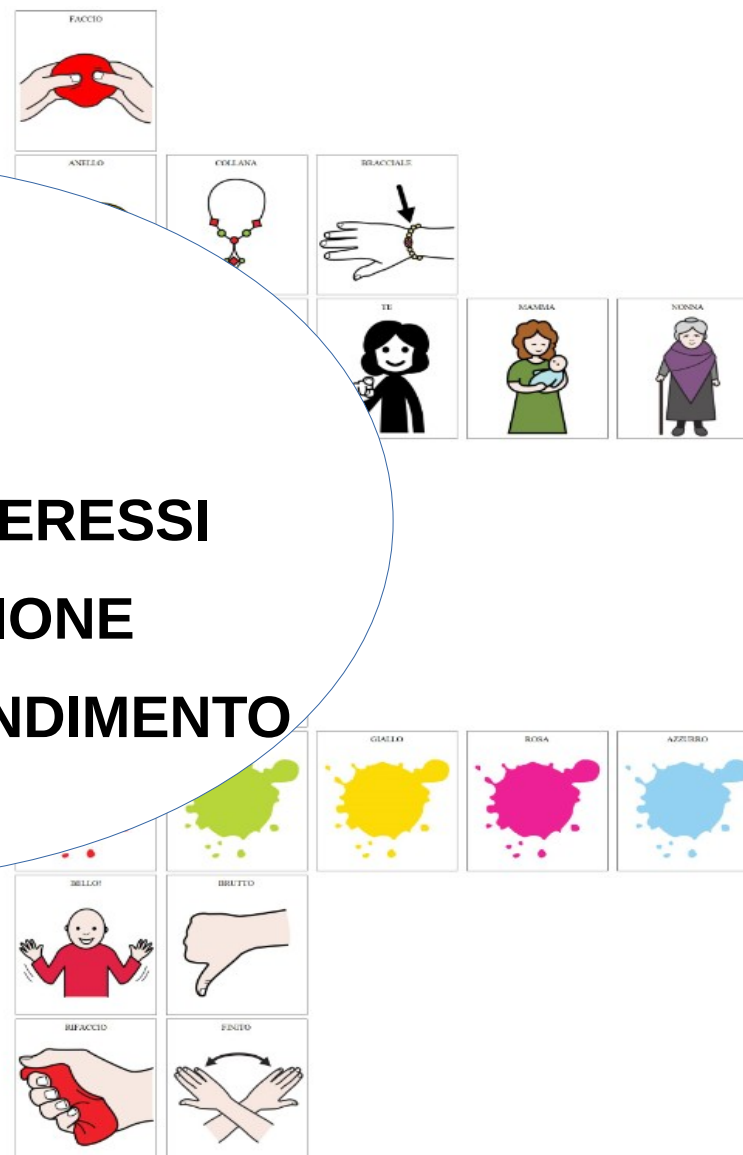 FACCIO
ANELLO COLLANA BRACCIALE
TE MAMMA NONNA
ERESSI
IONE
NDIMENTO
GIALLO ROSA AZZURRO
BELLO! BRUTTO
RIFACCIO FINITO